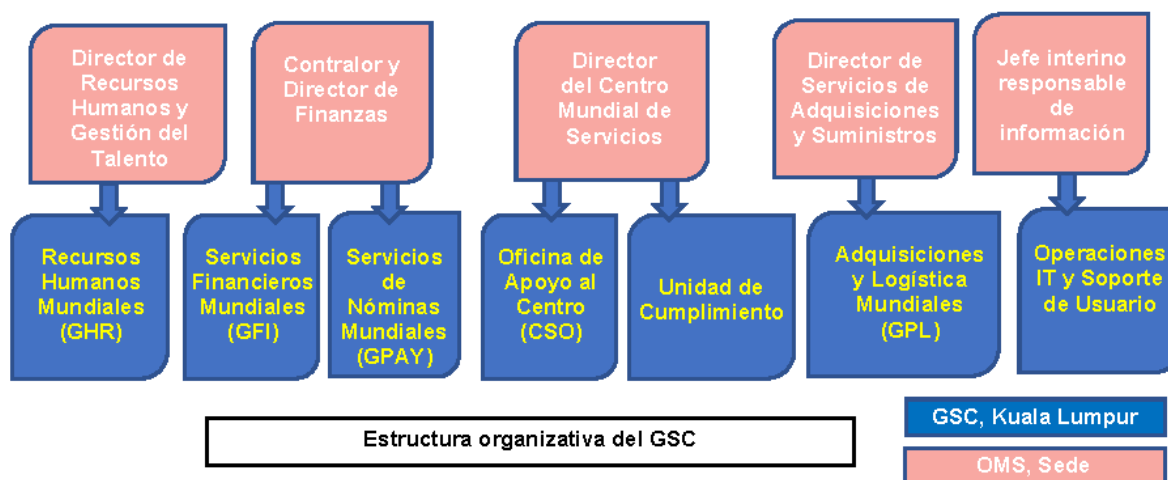 Director de
Recursos
Humanos y
Gestión del
Talento
Contralor y
Director de
Finanzas
Director
del Centro
Mundial de
Servicios
Director de
Servicios de
Adquisiciones
y Suministros
Jefe interino
responsable
de
información
Recursos
Humanos
Mundiales
(GHR)
Servicios
Financieros
Mundiales
(GFI)
Servicios
de
Nóminas
Mundiales
(GPAY)
Oficina de
Apoyo al
Centro
(CSO)
Unidad de
Cumplimiento
Adquisiciones
y Logística
Mundiales
(GPL)
Operaciones
IT y Soporte
de Usuario
Estructura organizativa del GSC
GSC, Kuala Lumpur
OMS, Sede